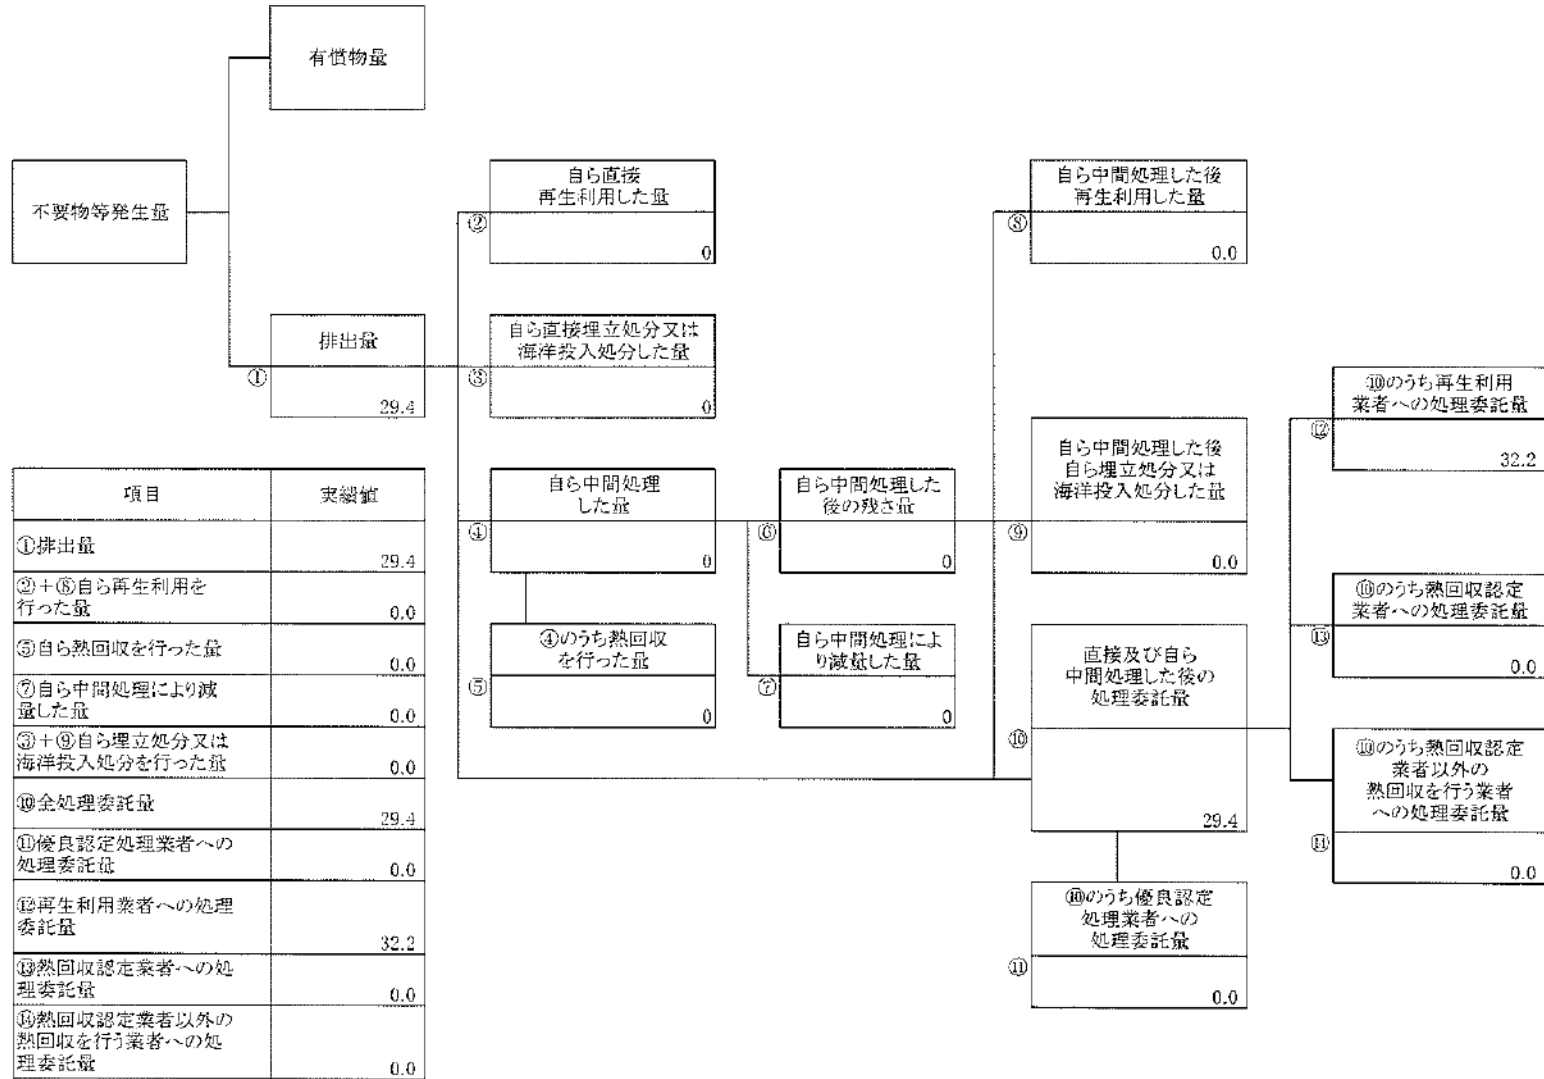 有償物量
不要物等発生量
排出量
①
29.4
自ら直接
再生利用した量
②
0
自ら直接埋立処分又は
海洋投入処分した量
③
0
自ら中間処理
した量
④
0
④のうち熱回収
を行った量
⑤
0
自ら中間処理した
後の残さ量
⑥
0
自ら中間処理によ
り減量した量
⑦
0
自ら中間処理した後
再生利用した量
⑧
0.0
自ら中間処理した後
自ら埋立処分又は
海洋投入処分した量
⑨
0.0
直接及び自ら
中間処理した後の
処理委託量
⑩
29.4
⑩のうち優良認定
処理業者への
処理委託量
⑪
0.0
⑩のうち再生利用
業者への処理委託量
⑫
32.2
⑩のうち熱回収認定
業者への処理委託量
⑬
0.0
⑩のうち熱回収認定
業者以外の
熱回収を行う業者
への処理委託量
⑭
0.0
項目 実績値
①排出量
29.4
②+⑧自ら再生利用を
行った量 0.0
⑤自ら熱回収を行った量
0.0
⑦自ら中間処理により減
量した量 0.0
③+⑨自ら埋立処分又は
海洋投入処分を行った量 0.0
⑩全処理委託量
29.4
⑪優良認定処理業者への
処理委託量 0.0
⑫再生利用業者への処理
委託量
32.2
⑬熱回収認定業者への処
理委託量 0.0
⑭熱回収認定業者以外の
熱回収を行う業者への処
理委託量 0.0